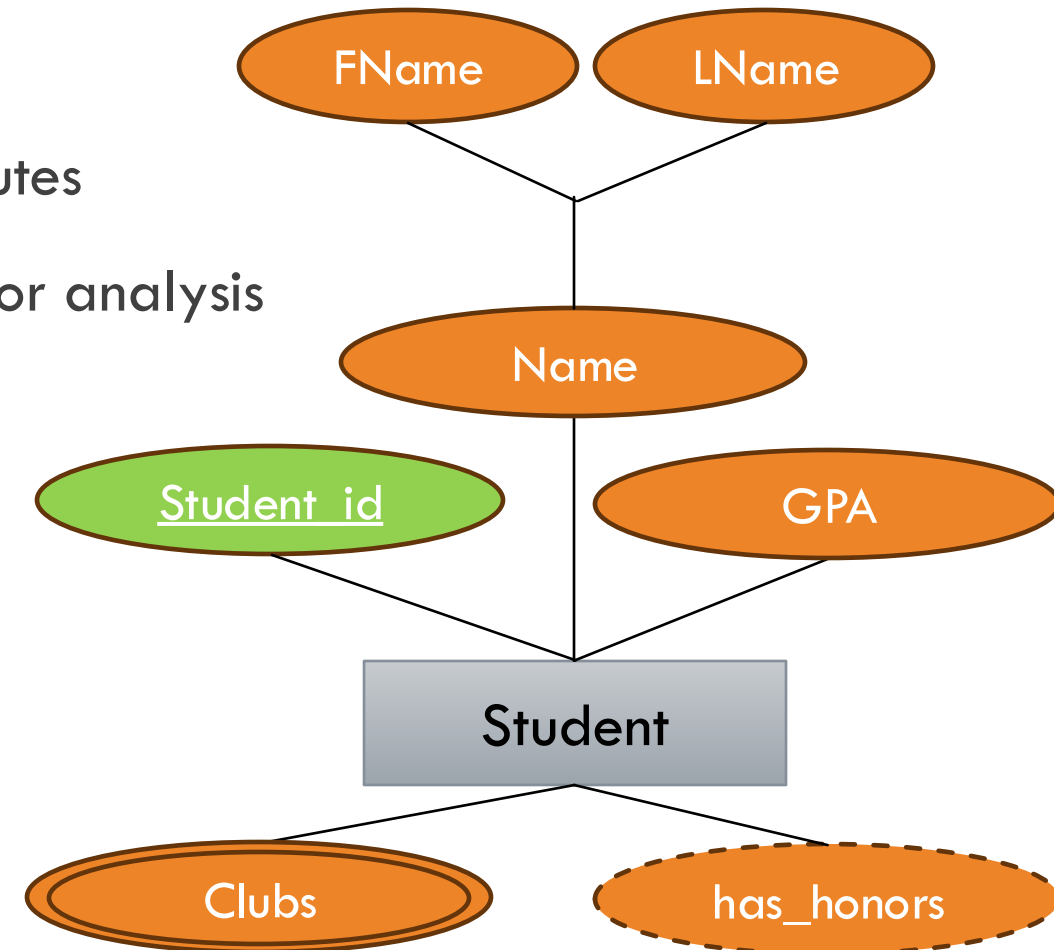 FName
LName
utes
or analysis
Name
Student_id
GPA
Student
Clubs
has_honors